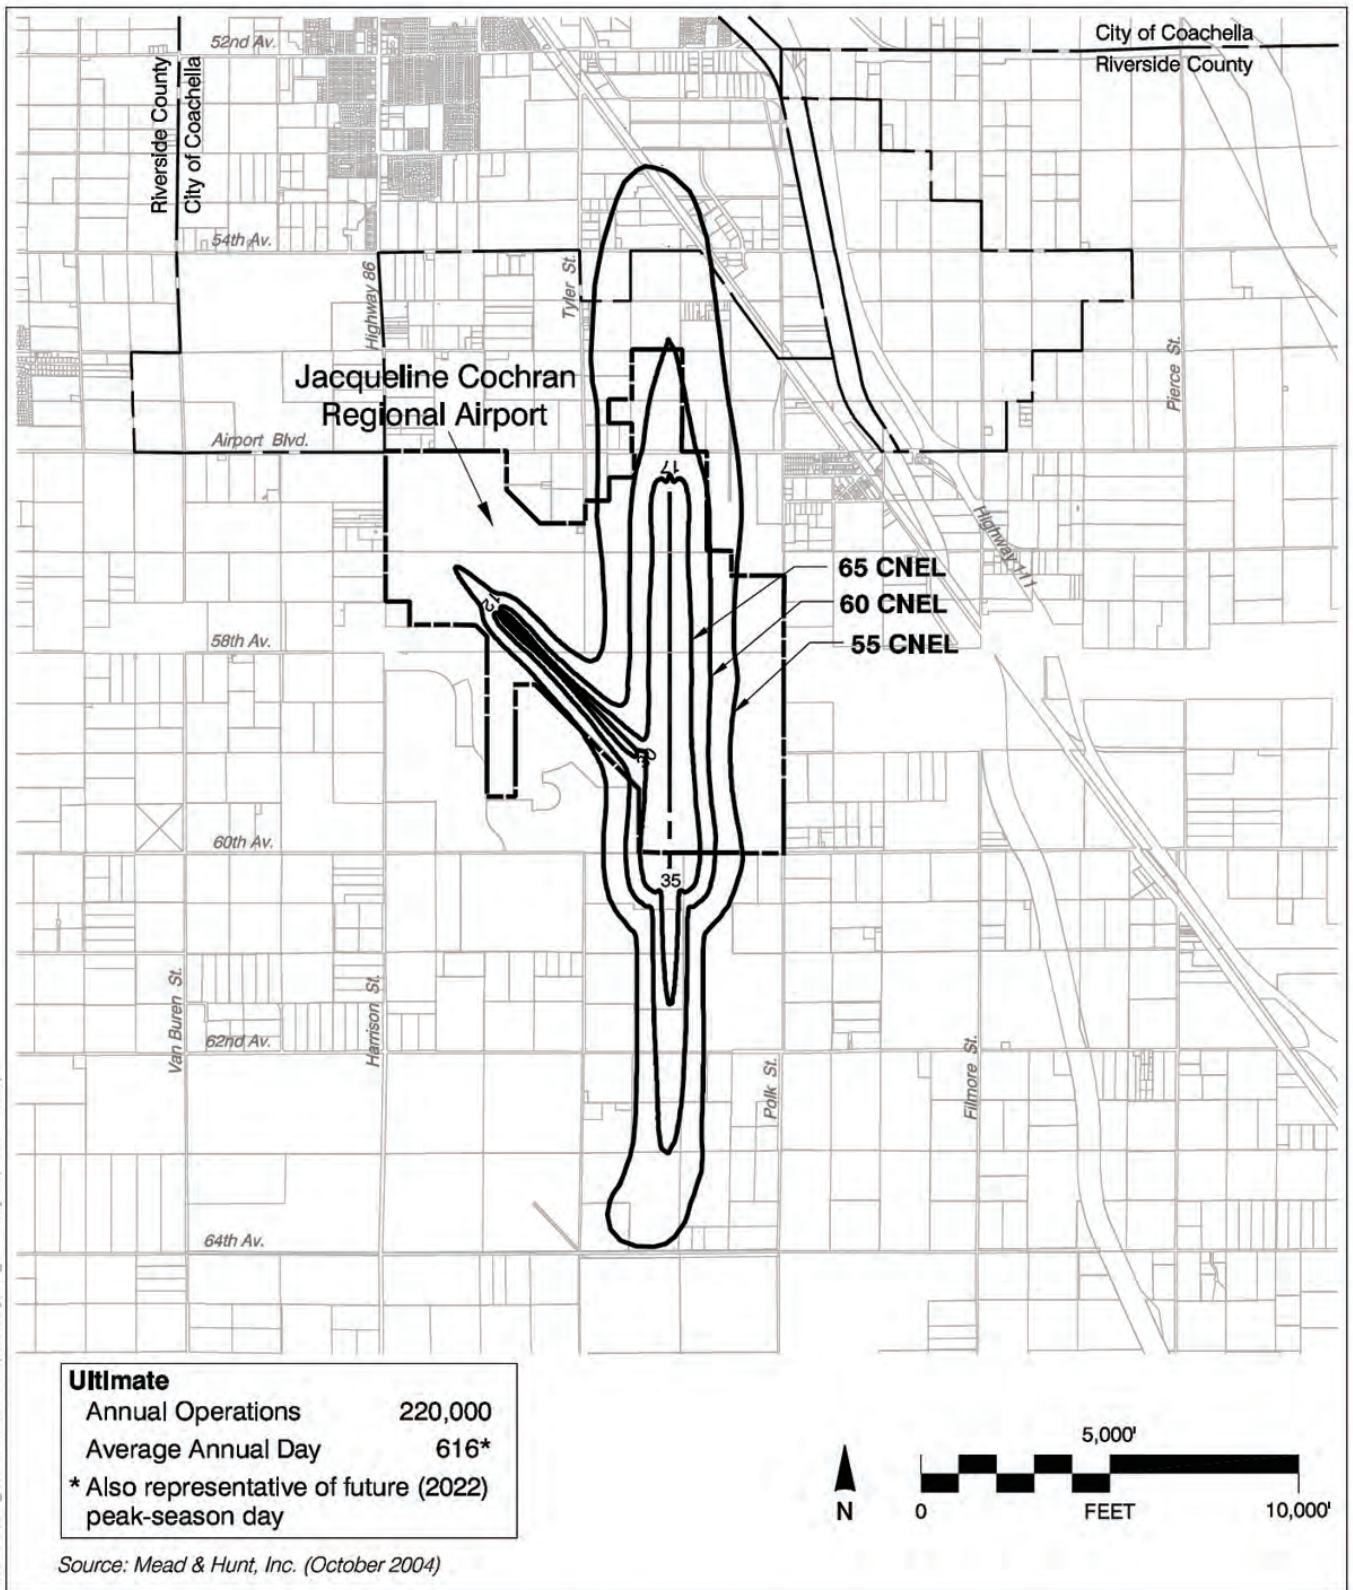 City of Coachella
Riverside County
52nd Av.
Riverside County
City of Coachella
54th Av.
Highway 86
Tyler St.
Pierce St.
Jacqueline Cochran
Regional Airport
Airport Blvd.
17
Highway 111
65 CNEL
12
60 CNEL
58th Av.
55 CNEL
60th Av.
35
Van Buren St.
Harrison St.
62nd Av.
Polk St.
Filmore St.
64th Av.
Ultimate
Annual Operations 220,000
Average Annual Day 616*
* Also representative of future (2022)
peak-season day
5,000'
N
0 FEET 10,000'
Source: Mead & Hunt, Inc. (October 2004)